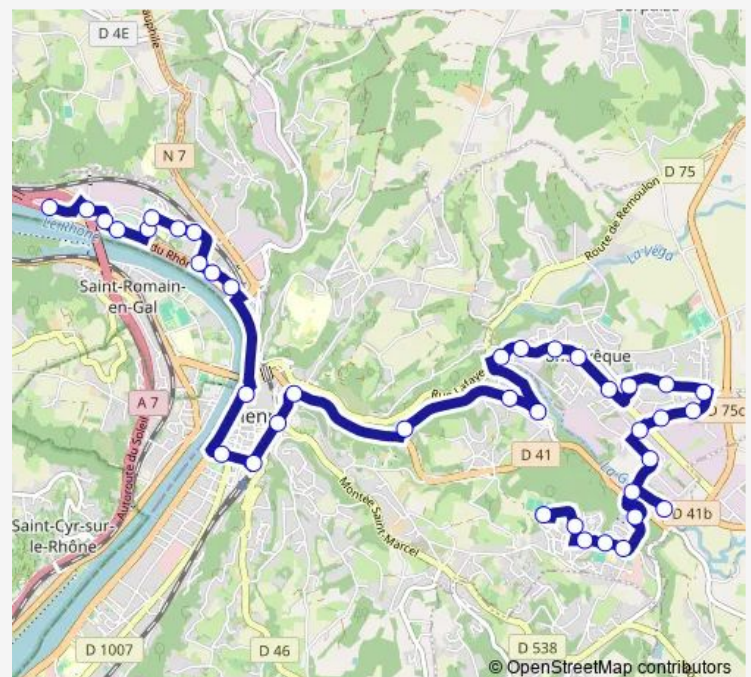 D 4E
N 7
D 75
Route de Remoulon
La Véga
Le Rhône
du Rhôn
Saint-Romain-
en-Gal
Rue Lafaye
A 7
D 75c
Autoroute du Soleil
D 41
Montée Saint-Marcel
Saint-Cyr-sur-
le-Rhône
D 41b
D 1007
D 46
D 538
© OpenStreetMap contributors